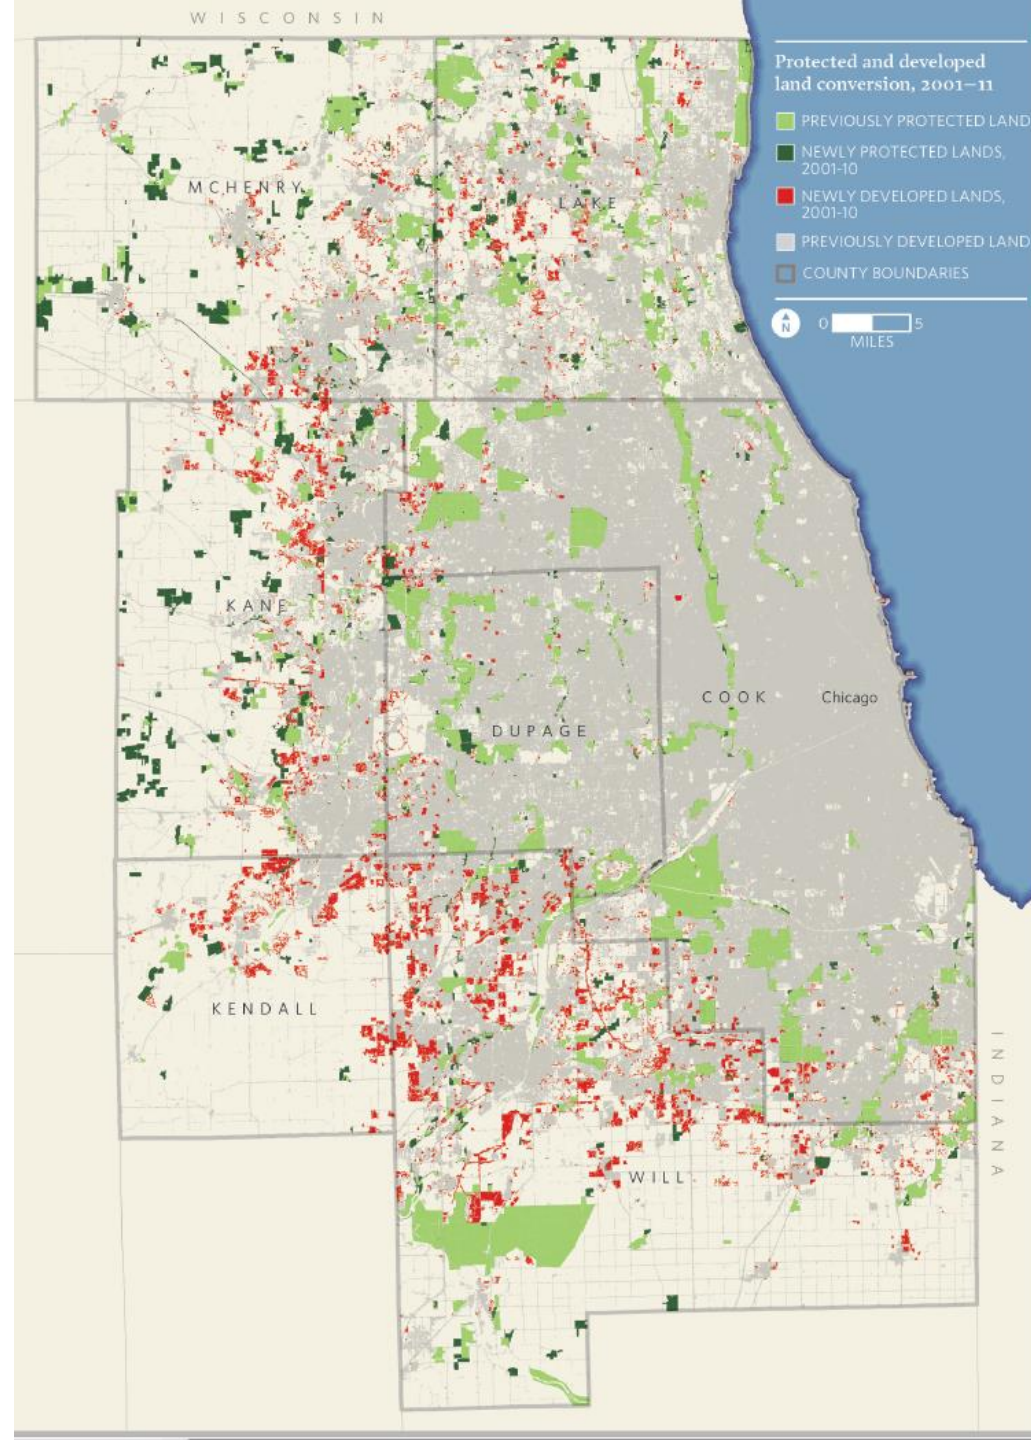 WISCONSIN
Protected and developed
land conversion, 2001–11
PREVIOUSLY PROTECTED LAND
NEWLY PROTECTED LANDS,
2001-10
NEWLY DEVELOPED LANDS,
2001-10
PREVIOUSLY DEVELOPED LAND
COUNTY BOUNDARIES
N
0 5
MILES
MCHENRY
LAKE
KANE
COOK
Chicago
DUPAGE
KENDALL
INDIANA
WILL